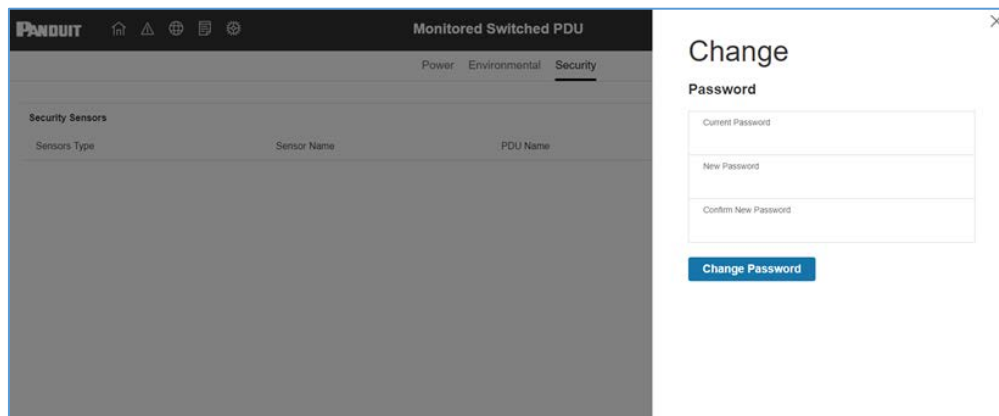 PANDUIT
Monitored Switched PDU
Power Environmental Security
Security Sensors
Sensors Type Sensor Name PDU Name
Change
Password
Current Password
New Password
Confirm New Password
Change Password